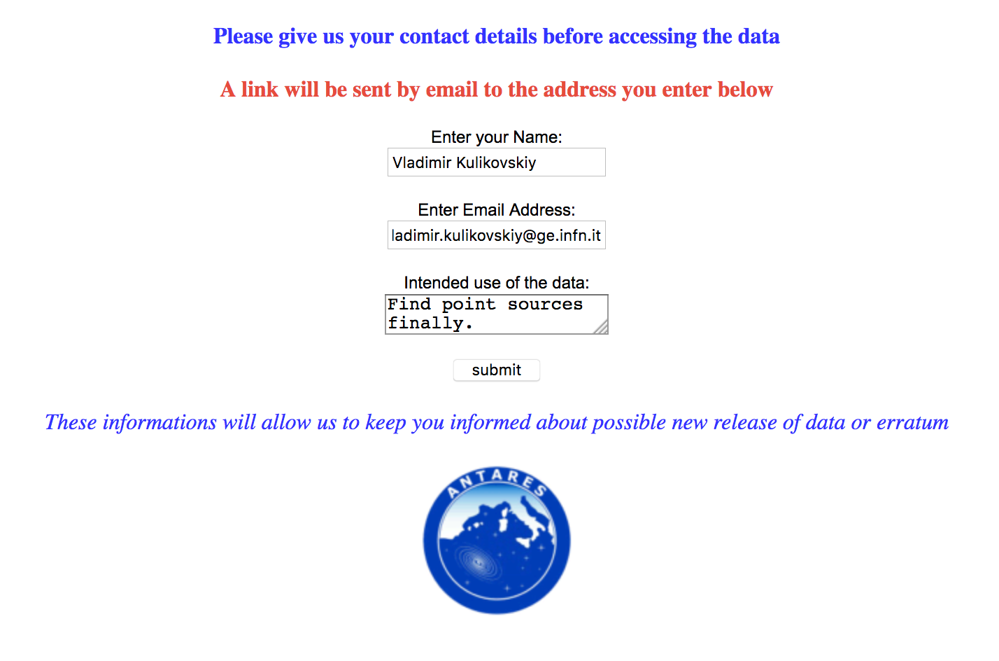 Please give us your contact details before accessing the data
A link will be sent by email to the address you enter below
Enter your Name:
Vladimir Kulikovskiy
Enter Email Address:
ladimir.kulikovskiy@ge.infn.it
Intended use of the data:
Find point sources
finally.
submit
These informations will allow us to keep you informed about possible new release of data or erratum
ANTARES